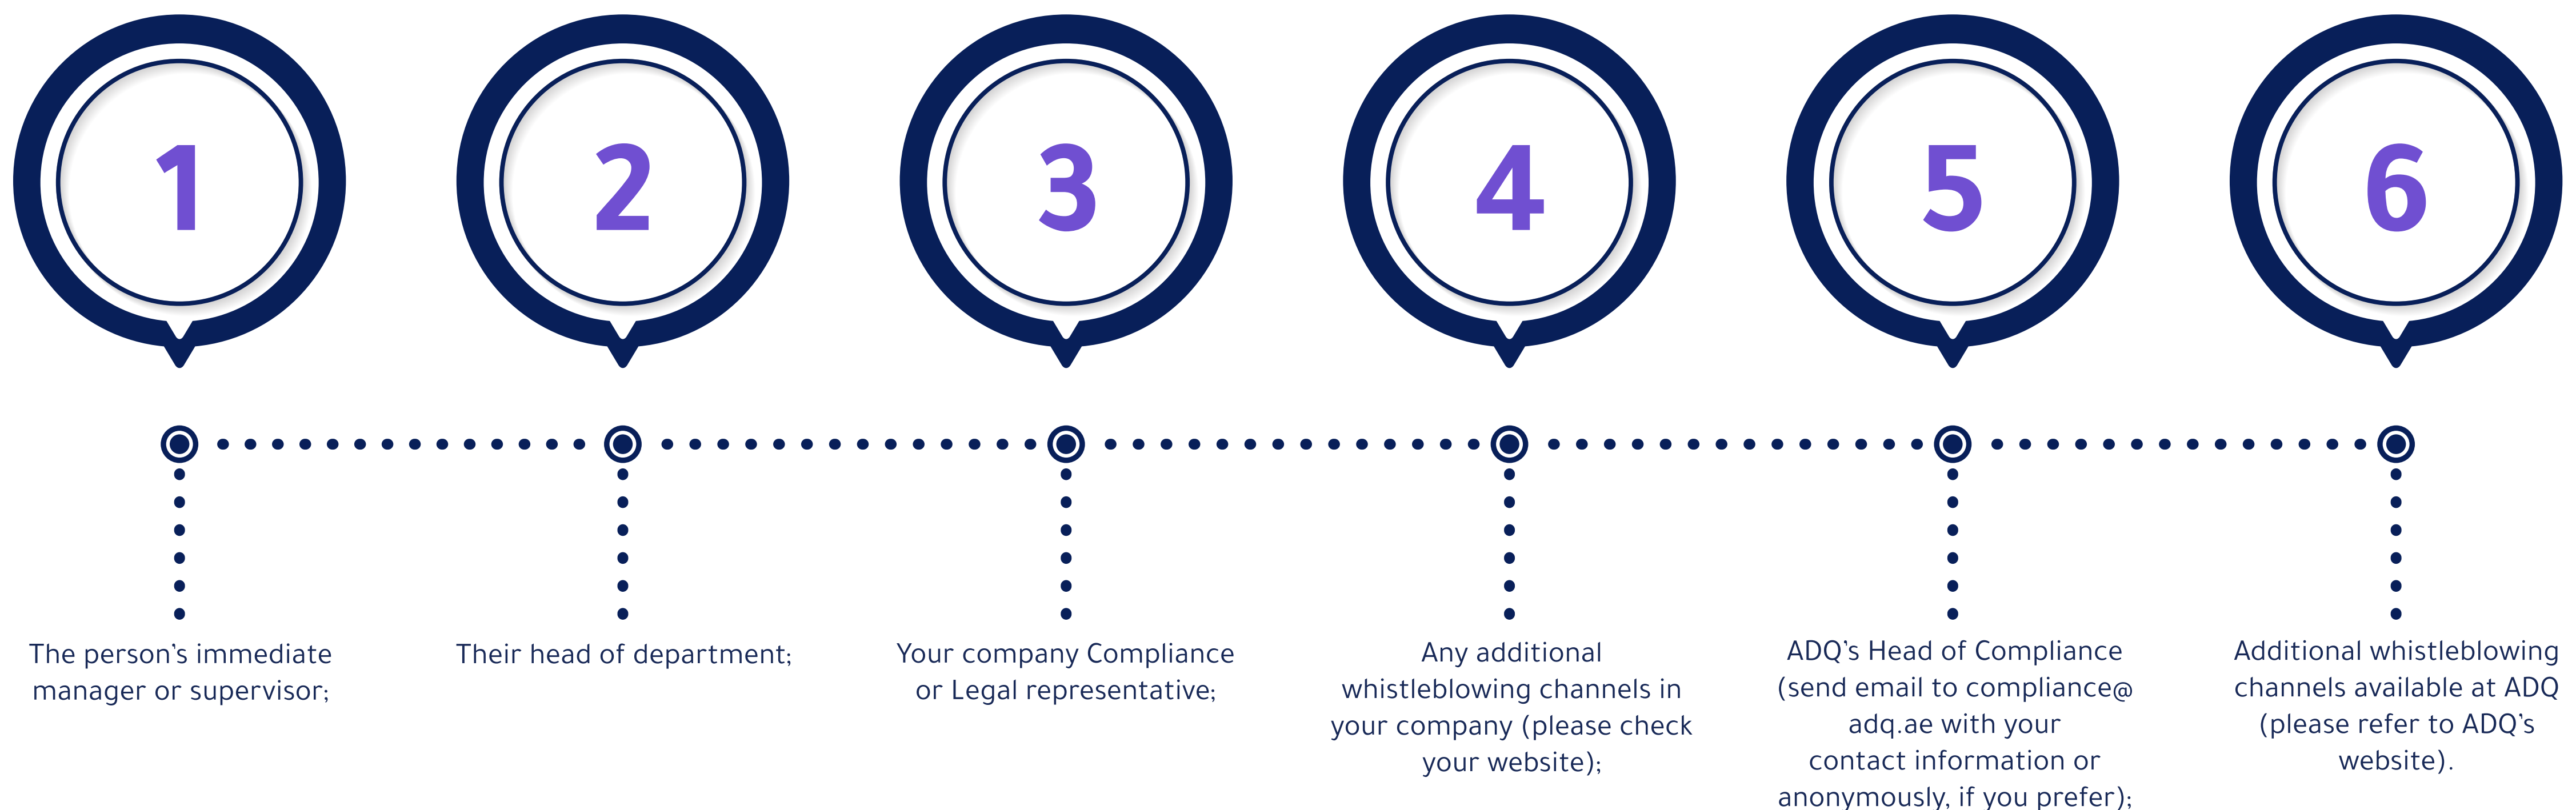 1
2
3
4
5
6
The person’s immediate
manager or supervisor;
Their head of department;
Your company Compliance
or Legal representative;
Any additional
whistleblowing channels in
your company (please check
your website);
ADQ’s Head of Compliance
(send email to compliance@
adq.ae with your
contact information or
anonymously, if you prefer);
Additional whistleblowing
channels available at ADQ
(please refer to ADQ’s
website).